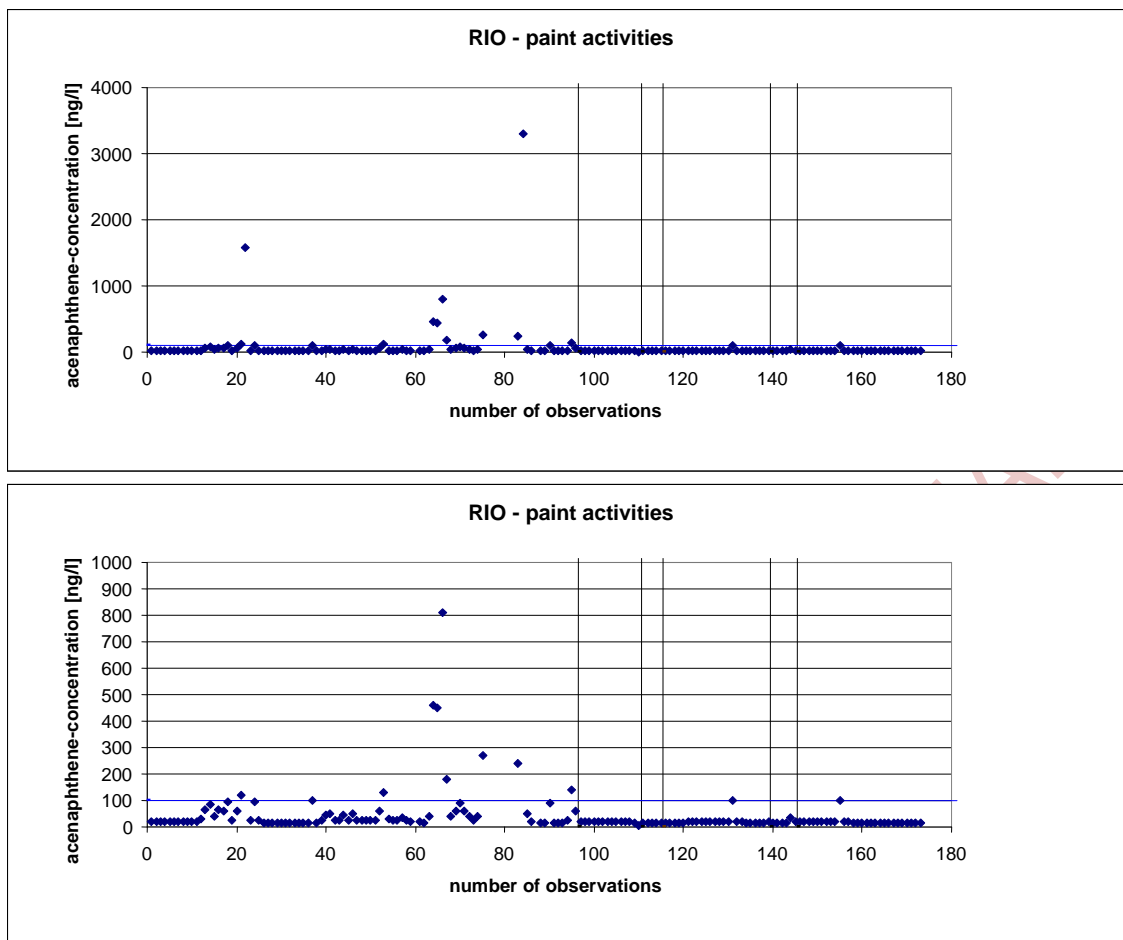 RIO - paint activities
acenaphthene-concentration [ng/l]
4000
3000
2000
1000
0
0 20 40 60 80 100 120 140 160 180
number of observations
RIO - paint activities
acenaphthene-concentration [ng/l]
1000
900
800
700
600
500
400
300
200
100
0
0 20 40 60 80 100 120 140 160 180
number of observations